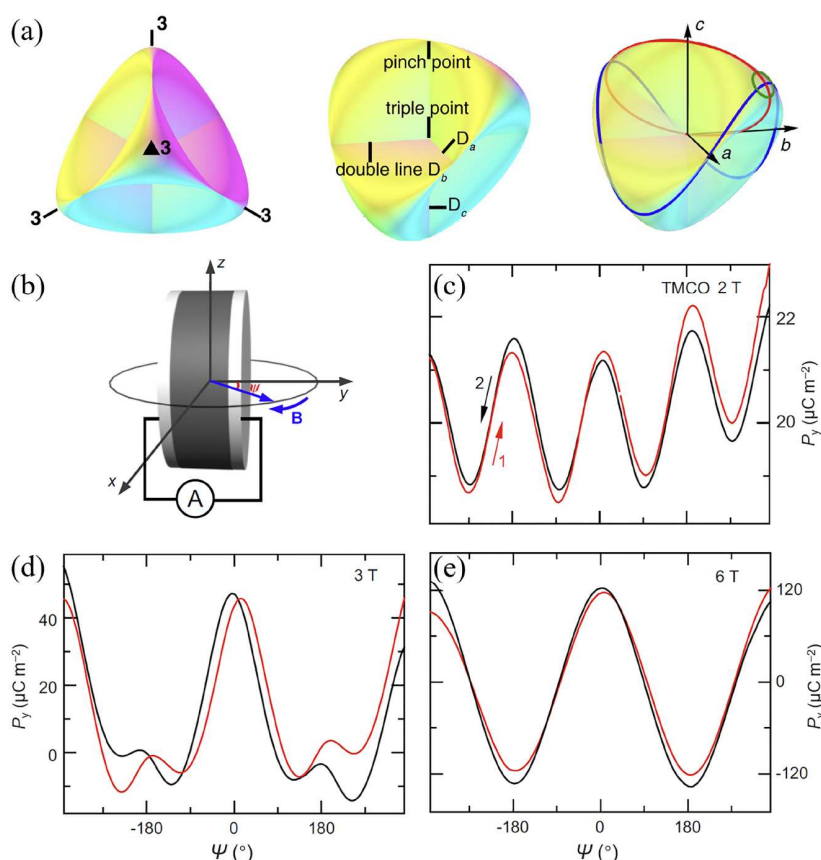 (a)
3
3
3
3
pinch point
triple point
D a
double line D b
D c
c
b
a
(b)
z
y
x
ψ
B
A
(c)
TMCO 2 T
2
1
22
20
P y (µC m⁻²)
(d)
3 T
40
20
0
P y (µC m⁻²)
-180 0 180
Ψ (°)
(e)
6 T
120
0
-120
P y (µC m⁻²)
-180 0 180
Ψ (°)